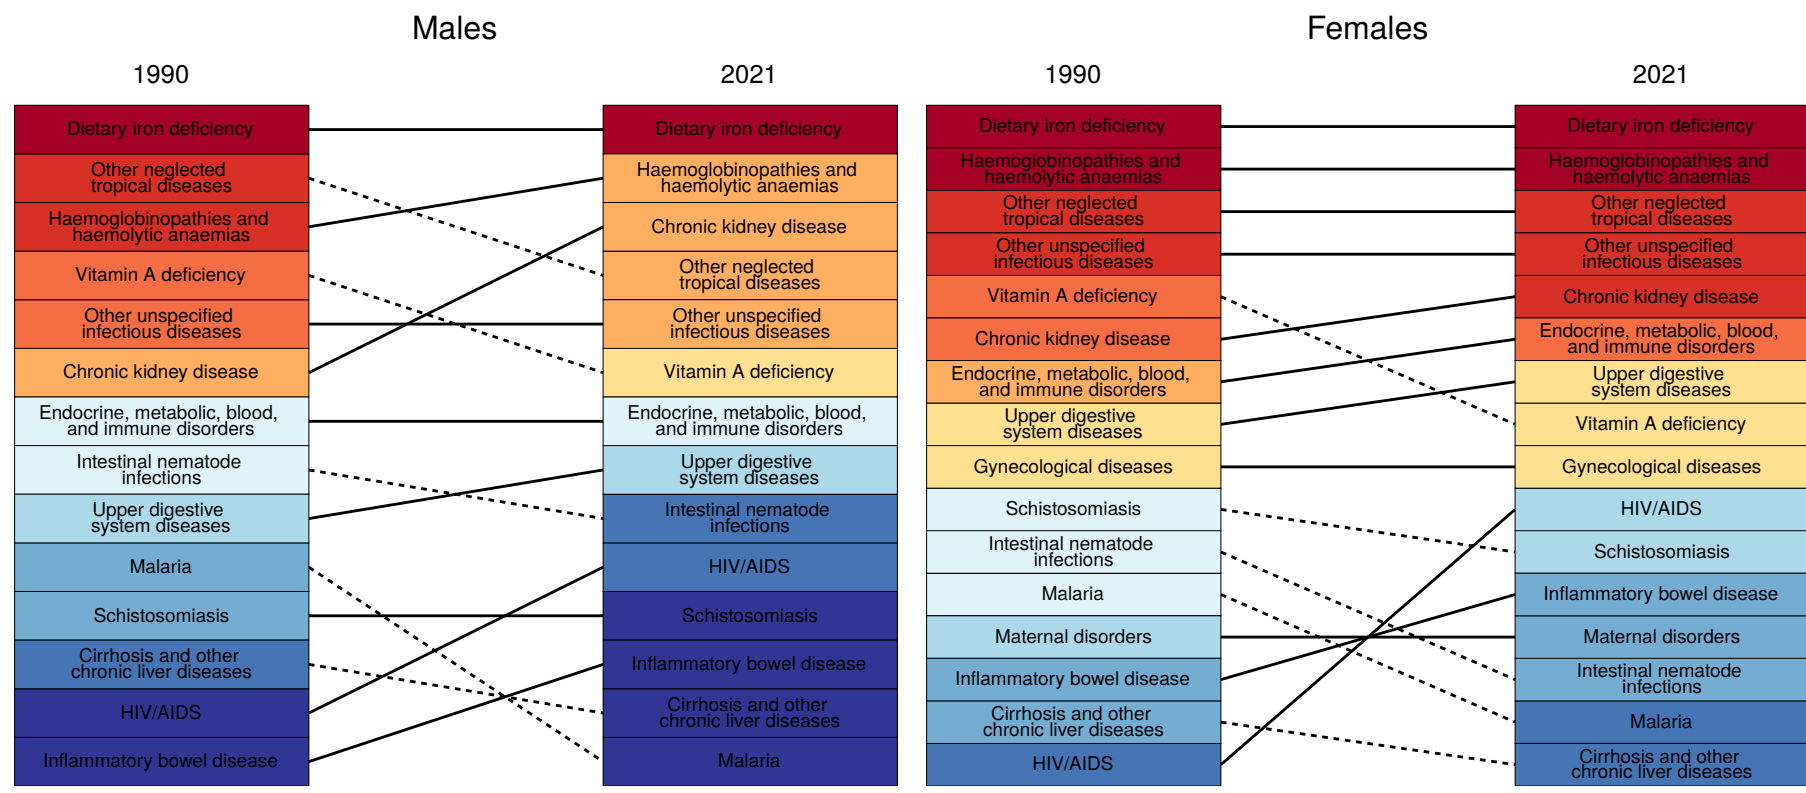 Males
1990
2021
Dietary iron deficiency
Other neglected
tropical diseases
Haemoglobinopathies and
haemolytic anaemias
Vitamin A deficiency
Other unspecified
infectious diseases
Chronic kidney disease
Endocrine, metabolic, blood,
and immune disorders
Intestinal nematode
infections
Upper digestive
system diseases
Malaria
Schistosomiasis
Cirrhosis and other
chronic liver diseases
HIV/AIDS
Inflammatory bowel disease
Dietary iron deficiency
Haemoglobinopathies and
haemolytic anaemias
Chronic kidney disease
Other neglected
tropical diseases
Other unspecified
infectious diseases
Vitamin A deficiency
Endocrine, metabolic, blood,
and immune disorders
Upper digestive
system diseases
Intestinal nematode
infections
HIV/AIDS
Schistosomiasis
Inflammatory bowel disease
Cirrhosis and other
chronic liver diseases
Malaria
Females
1990
2021
Dietary iron deficiency
Haemoglobinopathies and
haemolytic anaemias
Other neglected
tropical diseases
Other unspecified
infectious diseases
Vitamin A deficiency
Chronic kidney disease
Endocrine, metabolic, blood,
and immune disorders
Upper digestive
system diseases
Gynecological diseases
Schistosomiasis
Intestinal nematode
infections
Malaria
Maternal disorders
Inflammatory bowel disease
Cirrhosis and other
chronic liver diseases
HIV/AIDS
Dietary iron deficiency
Haemoglobinopathies and
haemolytic anaemias
Other neglected
tropical diseases
Other unspecified
infectious diseases
Chronic kidney disease
Endocrine, metabolic, blood,
and immune disorders
Upper digestive
system diseases
Vitamin A deficiency
Gynecological diseases
HIV/AIDS
Schistosomiasis
Inflammatory bowel disease
Maternal disorders
Intestinal nematode
infections
Malaria
Cirrhosis and other
chronic liver diseases